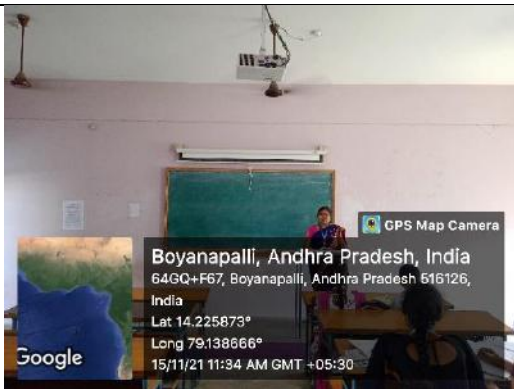 GPS Map Camera
Boyanapalli, Andhra Pradesh, India
64GQ+F67, Boyanapalli, Andhra Pradesh 516126,
India
Lat 14.225873°
Long 79.138666°
15/11/21 11:34 AM GMT +05:30
Google